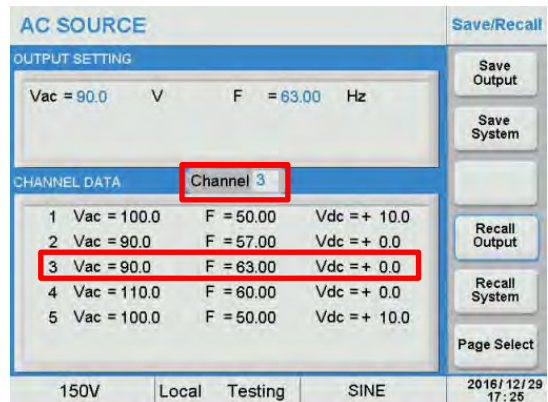 AC SOURCE
Save/Recall
OUTPUT SETTING
Vac = 90.0 V F = 63.00 Hz
Save
Output
Save
System
CHANNEL DATA
Channel 3
1 Vac = 100.0 F = 50.00 Vdc = + 10.0
2 Vac = 90.0 F = 57.00 Vdc = + 0.0
3 Vac = 90.0 F = 63.00 Vdc = + 0.0
4 Vac = 110.0 F = 60.00 Vdc = + 0.0
5 Vac = 100.0 F = 50.00 Vdc = + 10.0
Recall
Output
Recall
System
Page Select
150V Local Testing SINE
2016/12/29
17:25